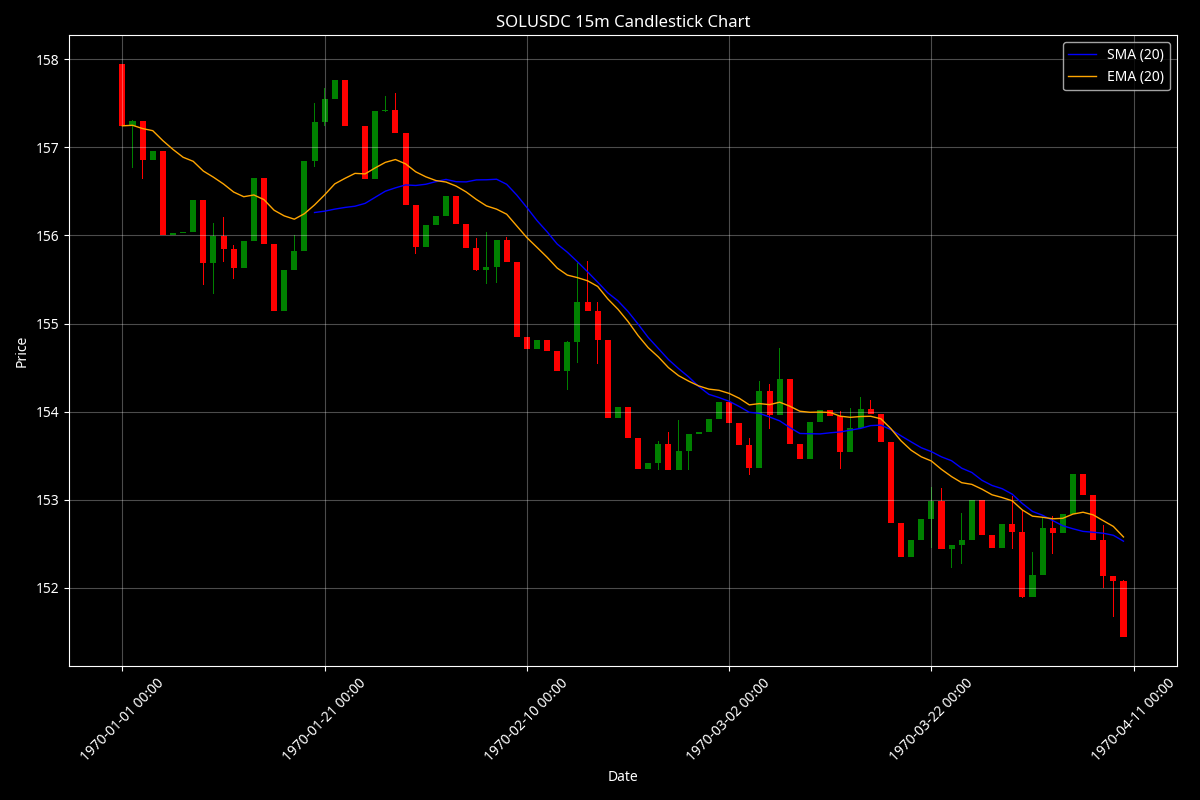 SOLUSDC 15m Candlestick Chart
SMA (20)
EMA (20)
Price
158
157
156
155
154
153
152
1970-01-01 00:00
1970-01-21 00:00
1970-02-10 00:00
1970-03-02 00:00
1970-03-22 00:00
1970-04-11 00:00
Date